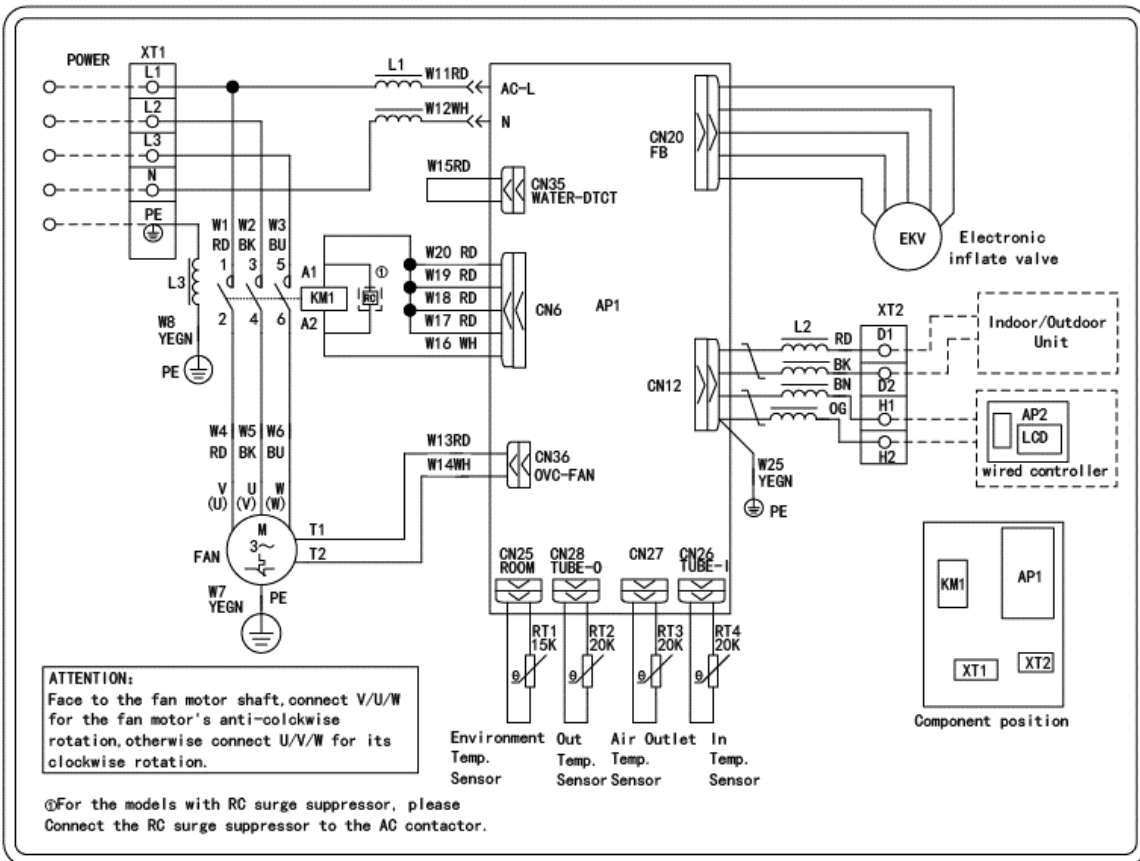 POWER
XT1
L1
L2
L3
N
PE
L1
W11RD
W12WH
AC-L
N
W15RD
CN35
WATER-DTCT
CN20
FB
EKV
Electronic
inflate valve
W1 W2 W3
RD BK BU
1 3 5
2 4 6
L3
W8
YEGN
PE
A1
KM1
A2
①
RC
W20 RD
W19 RD
W18 RD
W17 RD
W16 WH
CN6
AP1
CN12
L2
RD
BK
BN
OG
XT2
D1
D2
H1
H2
Indoor/Outdoor
Unit
AP2
LCD
wired controller
W25
YEGN
PE
W4 W5 W6
RD BK BU
V U W
(U) (V) (W)
M
3~
FAN
T1
T2
W13RD
W14WH
CN36
OVC-FAN
W7
YEGN
PE
CN25 CN28 CN27 CN26
ROOM TUBE-O TUBE-I
RT1 RT2 RT3 RT4
15K 20K 20K 20K
θ θ θ θ
Environment Out Air Outlet In
Temp. Temp. Temp. Temp.
Sensor Sensor Sensor Sensor
KM1
AP1
XT1
XT2
Component position
ATTENTION:
Face to the fan motor shaft,connect V/U/W
for the fan motor's anti-colckwise
rotation,otherwise connect U/V/W for its
clockwise rotation.
①For the models with RC surge suppressor, please
Connect the RC surge suppressor to the AC contactor.